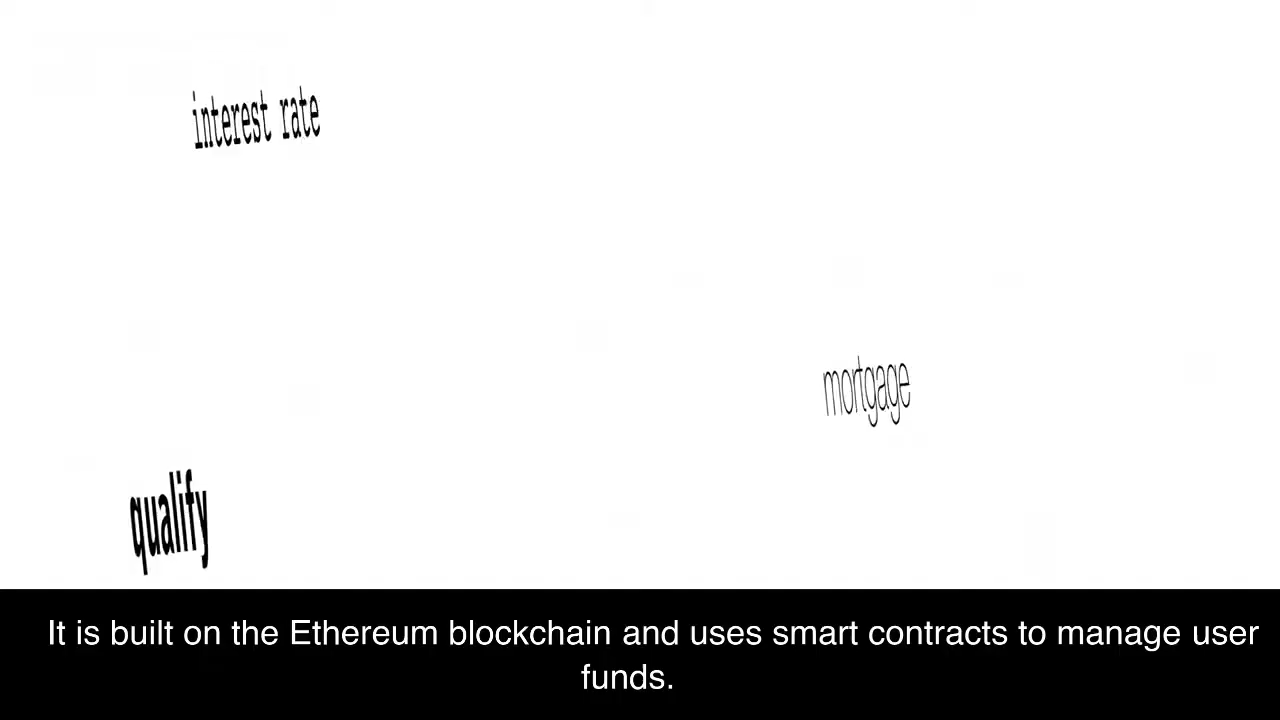 interest rate
mortgage
qualify
It is built on the Ethereum blockchain and uses smart contracts to manage user
funds.